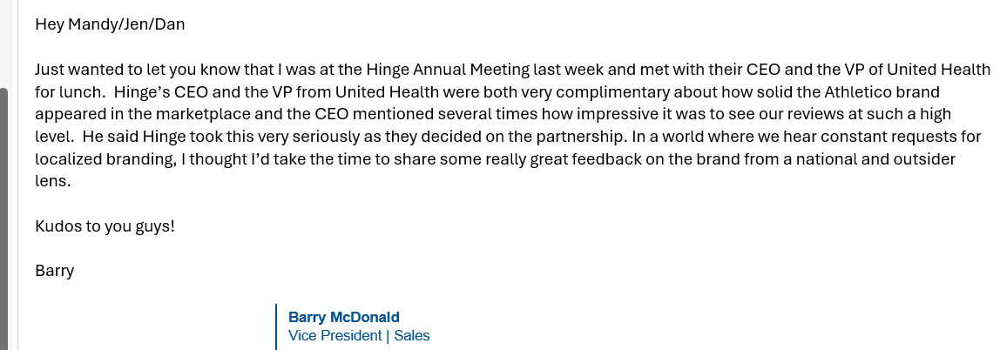 Hey Mandy/Jen/Dan
Just wanted to let you know that I was at the Hinge Annual Meeting last week and met with their CEO and the VP of United Health
for lunch.  Hinge’s CEO and the VP from United Health were both very complimentary about how solid the Athletico brand
appeared in the marketplace and the CEO mentioned several times how impressive it was to see our reviews at such a high
level.  He said Hinge took this very seriously as they decided on the partnership. In a world where we hear constant requests for
localized branding, I thought I’d take the time to share some really great feedback on the brand from a national and outsider
lens.
Kudos to you guys!
Barry
Barry McDonald
Vice President | Sales